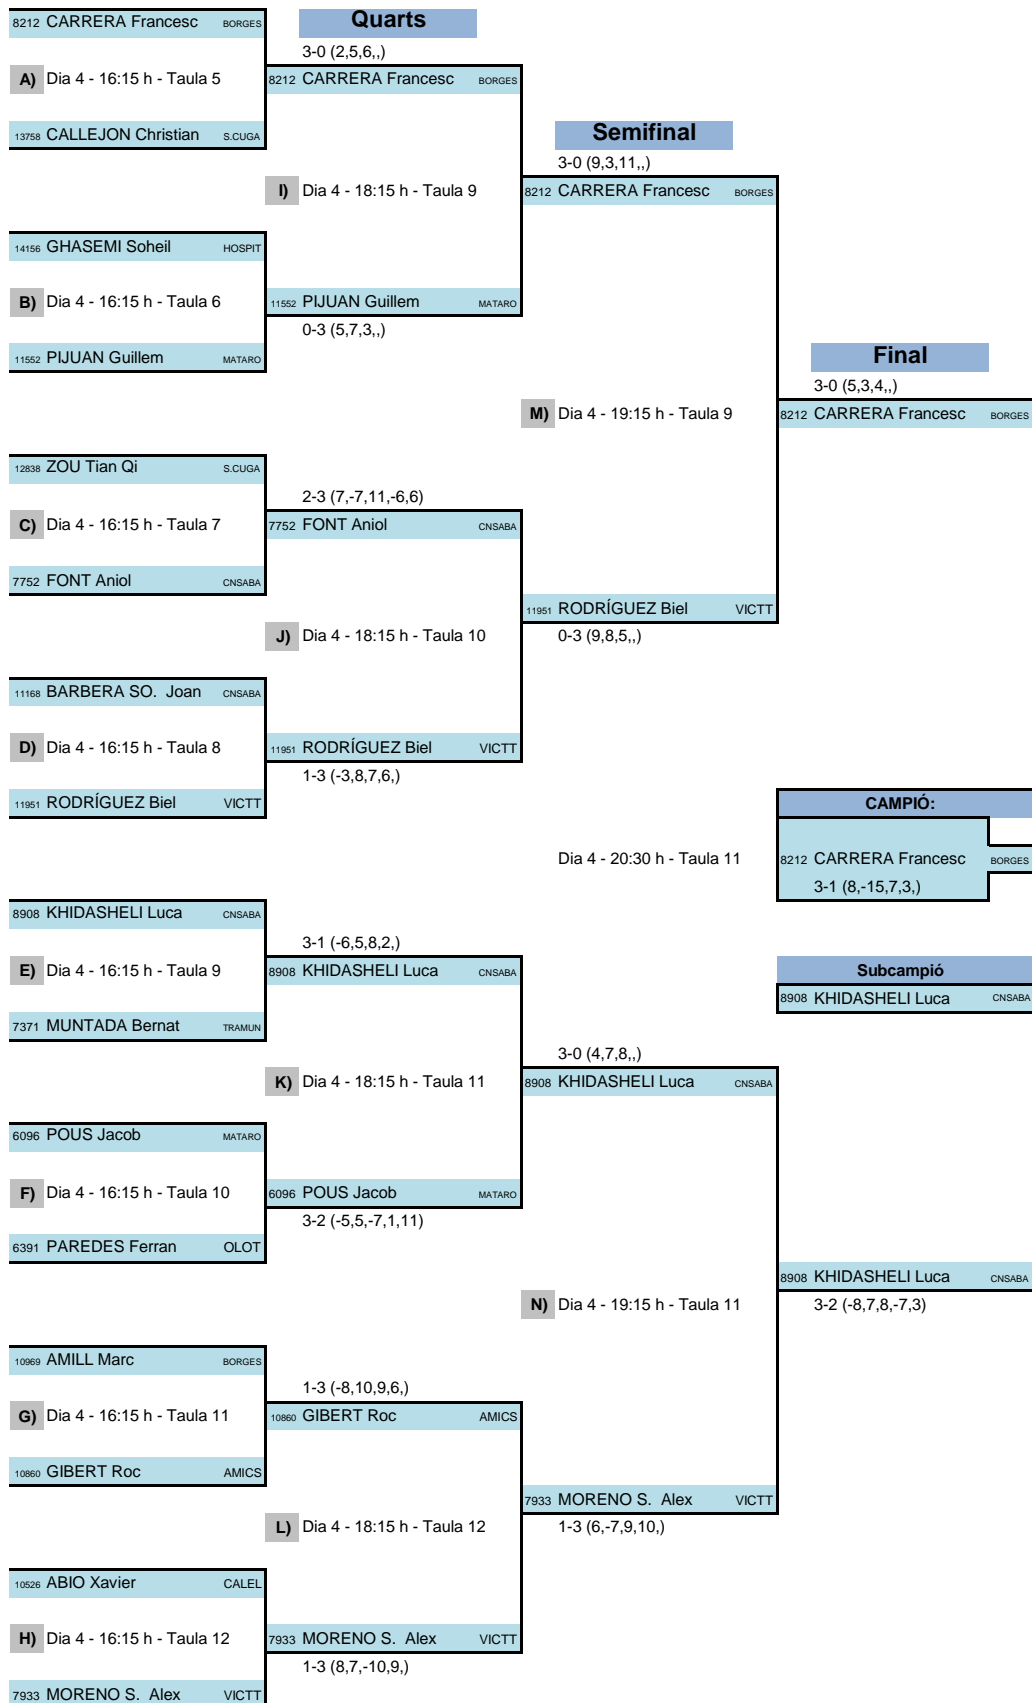 8212 CARRERA Francesc BORGES
Quarts
3-0 (2,5,6,,)
A) Dia 4 - 16:15 h - Taula 5
8212 CARRERA Francesc BORGES
13758 CALLEJON Christian S.CUGA
Semifinal
3-0 (9,3,11,,)
I) Dia 4 - 18:15 h - Taula 9
8212 CARRERA Francesc BORGES
14156 GHASEMI Soheil HOSPIT
B) Dia 4 - 16:15 h - Taula 6
11552 PIJUAN Guillem MATARO
0-3 (5,7,3,,)
11552 PIJUAN Guillem MATARO
Final
3-0 (5,3,4,,)
M) Dia 4 - 19:15 h - Taula 9
8212 CARRERA Francesc BORGES
12838 ZOU Tian Qi S.CUGA
2-3 (7,-7,11,-6,6)
C) Dia 4 - 16:15 h - Taula 7
7752 FONT Aniol CNSABA
7752 FONT Aniol CNSABA
11951 RODRÍGUEZ Biel VICTT
J) Dia 4 - 18:15 h - Taula 10
0-3 (9,8,5,,)
11168 BARBERA SO. Joan CNSABA
D) Dia 4 - 16:15 h - Taula 8
11951 RODRÍGUEZ Biel VICTT
1-3 (-3,8,7,6,)
11951 RODRÍGUEZ Biel VICTT
CAMPIÓ:
Dia 4 - 20:30 h - Taula 11
8212 CARRERA Francesc BORGES
3-1 (8,-15,7,3,)
8908 KHIDASHELI Luca CNSABA
3-1 (-6,5,8,2,)
E) Dia 4 - 16:15 h - Taula 9
8908 KHIDASHELI Luca CNSABA
Subcampió
8908 KHIDASHELI Luca CNSABA
7371 MUNTADA Bernat TRAMUN
3-0 (4,7,8,,)
K) Dia 4 - 18:15 h - Taula 11
8908 KHIDASHELI Luca CNSABA
6096 POUS Jacob MATARO
F) Dia 4 - 16:15 h - Taula 10
6096 POUS Jacob MATARO
3-2 (-5,5,-7,1,11)
6391 PAREDES Ferran OLOT
8908 KHIDASHELI Luca CNSABA
N) Dia 4 - 19:15 h - Taula 11
3-2 (-8,7,8,-7,3)
10969 AMILL Marc BORGES
1-3 (-8,10,9,6,)
G) Dia 4 - 16:15 h - Taula 11
10860 GIBERT Roc AMICS
10860 GIBERT Roc AMICS
7933 MORENO S. Alex VICTT
L) Dia 4 - 18:15 h - Taula 12
1-3 (6,-7,9,10,)
10526 ABIO Xavier CALEL
H) Dia 4 - 16:15 h - Taula 12
7933 MORENO S. Alex VICTT
1-3 (8,7,-10,9,)
7933 MORENO S. Alex VICTT